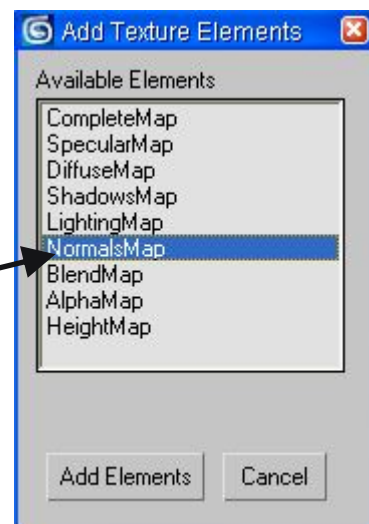 Add Texture Elements
Available Elements
CompleteMap
SpecularMap
DiffuseMap
ShadowsMap
LightingMap
NormalsMap
BlendMap
AlphaMap
HeightMap
Add Elements Cancel